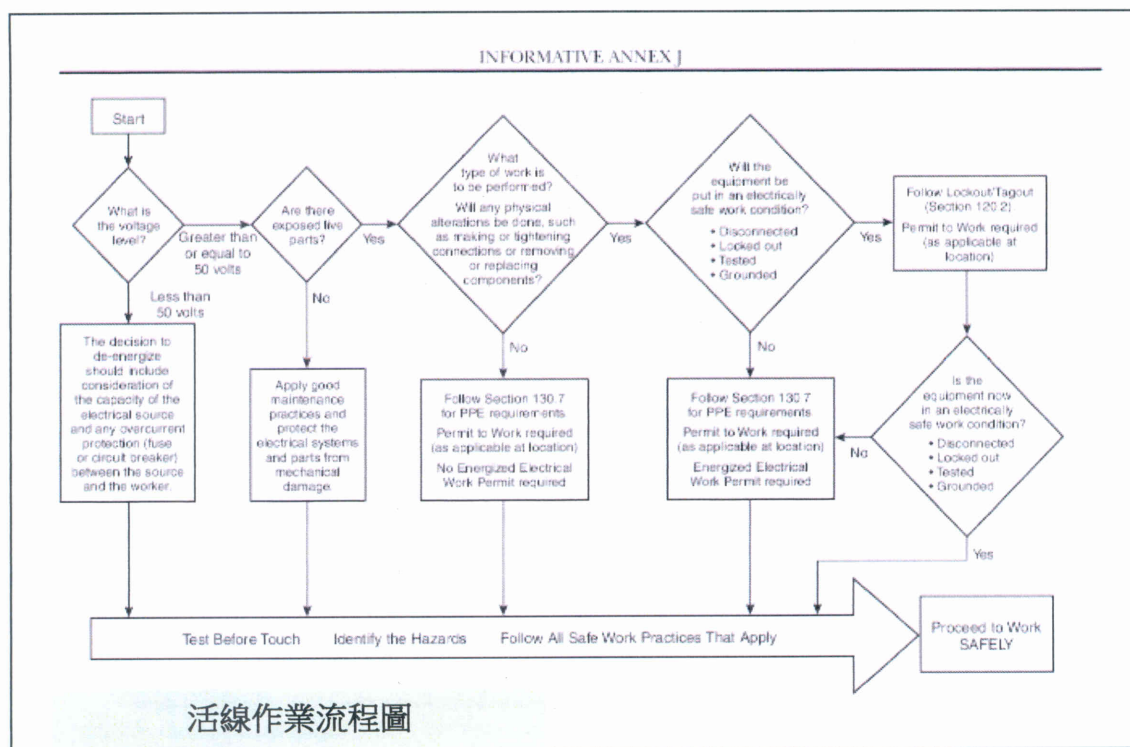 INFORMATIVE ANNEX J
Start
What is
the voltage
level?
Greater than
or equal to
50 volts
Less than
50 volts
The decision to
de-energize
should include
consideration of
the capacity of the
electrical source
and any overcurrent
protection (fuse
or circuit breaker)
between the source
and the worker.
Are there
exposed live
parts?
Yes
No
Apply good
maintenance
practices and
protect the
electrical systems
and parts from
mechanical
damage.
What
type of work is
to be performed?
Will any physical
alterations be done, such
as making or tightening
connections or removing
or replacing
components?
Yes
No
Follow Section 130.7
for PPE requirements
Permit to Work required
(as applicable at location)
No Energized Electrical
Work Permit required
Will the
equipment be
put in an electrically
safe work condition?
• Disconnected
• Locked out
• Tested
• Grounded
Yes
No
Follow Section 130.7
for PPE requirements
Permit to Work required
(as applicable at location)
Energized Electrical
Work Permit required
Follow Lockout/Tagout
(Section 120.2)
Permit to Work required
(as applicable at
location)
Is the
equipment now
in an electrically
safe work condition?
• Disconnected
• Locked out
• Tested
• Grounded
No
Yes
Test Before Touch Identify the Hazards Follow All Safe Work Practices That Apply
Proceed to Work
SAFELY
活線作業流程圖